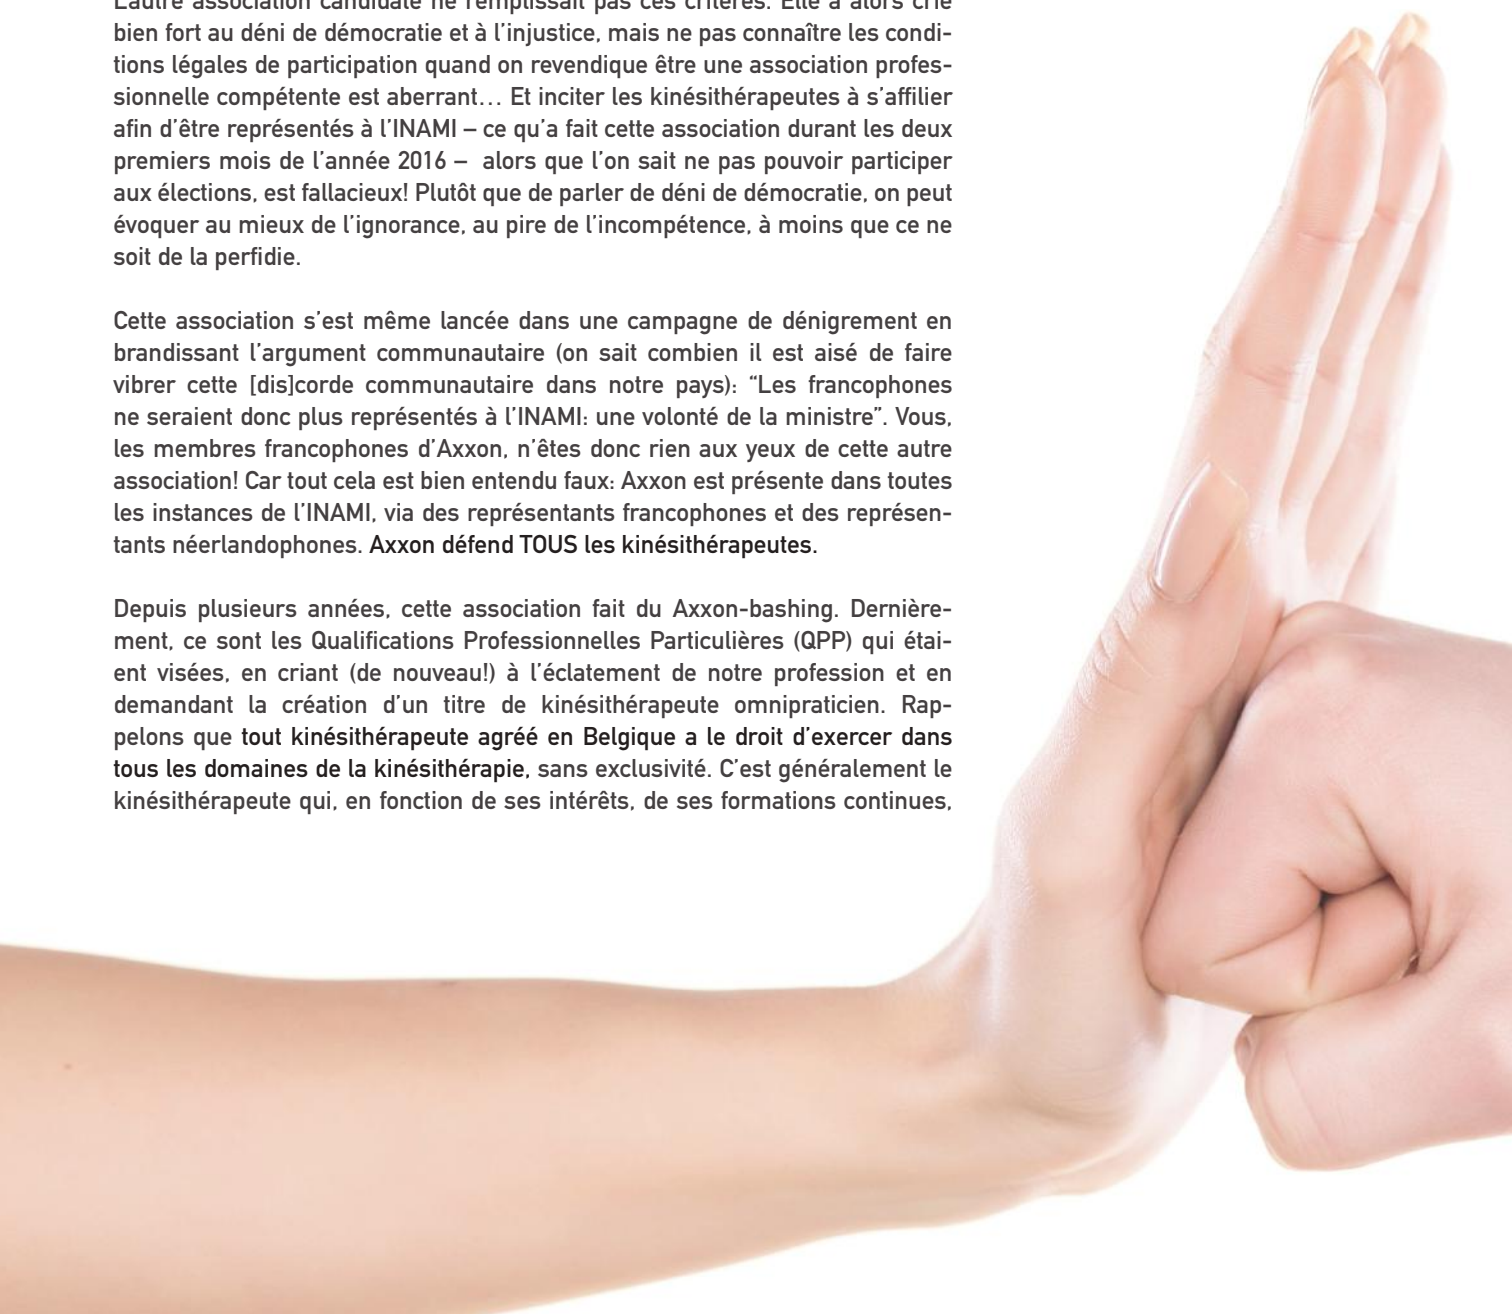 L'autre association candidate ne remplissait pas ces critères. Elle a alors crié
bien fort au déni de démocratie et à l'injustice, mais ne pas connaître les condi-
tions légales de participation quand on revendique être une association profes-
sionnelle compétente est aberrant… Et inciter les kinésithérapeutes à s'affilier
afin d'être représentés à l'INAMI – ce qu'a fait cette association durant les deux
premiers mois de l'année 2016 – alors que l'on sait ne pas pouvoir participer
aux élections, est fallacieux! Plutôt que de parler de déni de démocratie, on peut
évoquer au mieux de l'ignorance, au pire de l'incompétence, à moins que ce ne
soit de la perfidie.
Cette association s'est même lancée dans une campagne de dénigrement en
brandissant l'argument communautaire (on sait combien il est aisé de faire
vibrer cette [dis]corde communautaire dans notre pays): “Les francophones
ne seraient donc plus représentés à l'INAMI: une volonté de la ministre”. Vous,
les membres francophones d'Axxon, n'êtes donc rien aux yeux de cette autre
association! Car tout cela est bien entendu faux: Axxon est présente dans toutes
les instances de l'INAMI, via des représentants francophones et des représen-
tants néerlandophones. Axxon défend TOUS les kinésithérapeutes.
Depuis plusieurs années, cette association fait du Axxon-bashing. Dernière-
ment, ce sont les Qualifications Professionnelles Particulières (QPP) qui étai-
ent visées, en criant (de nouveau!) à l'éclatement de notre profession et en
demandant la création d'un titre de kinésithérapeute omnipraticien. Rap-
pelons que tout kinésithérapeute agréé en Belgique a le droit d'exercer dans
tous les domaines de la kinésithérapie, sans exclusivité. C'est généralement le
kinésithérapeute qui, en fonction de ses intérêts, de ses formations continues,